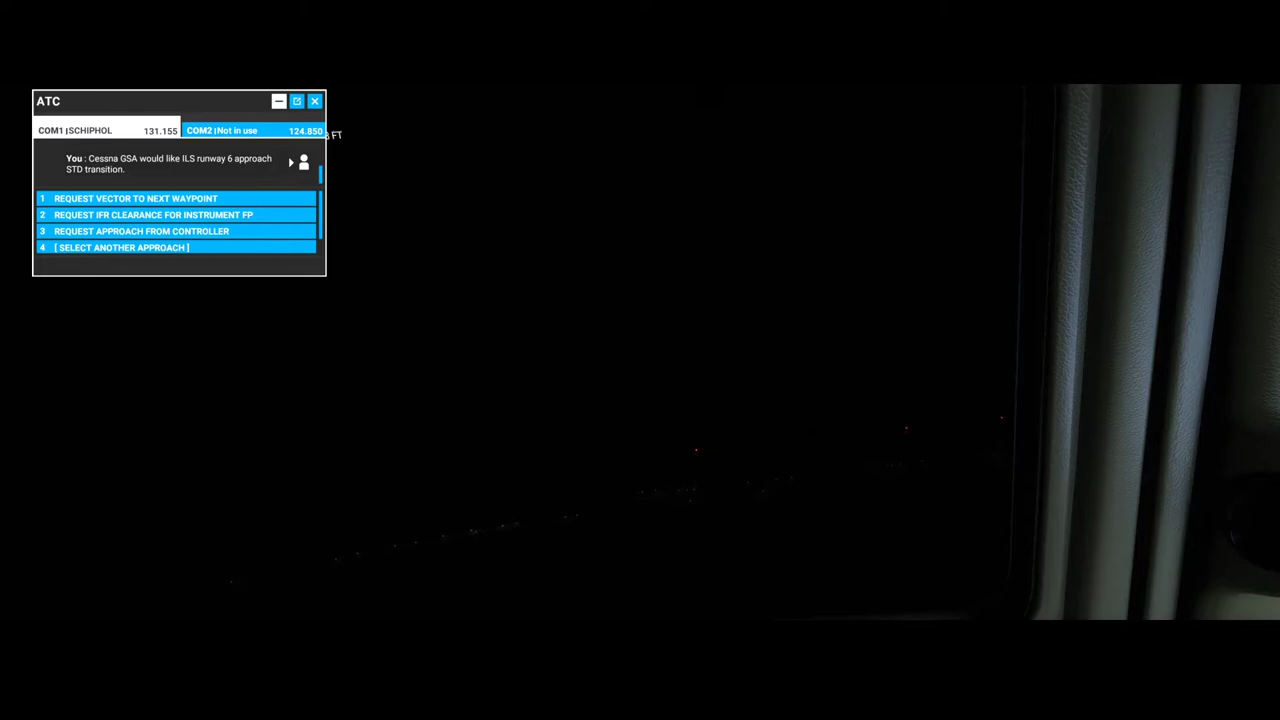 ATC
COM1 | SCHIPHOL 131.155 COM2 | Not in use 124.850
FT
You : Cessna GSA would like ILS runway 6 approach
STD transition.
1 REQUEST VECTOR TO NEXT WAYPOINT
2 REQUEST IFR CLEARANCE FOR INSTRUMENT FP
3 REQUEST APPROACH FROM CONTROLLER
4 [ SELECT ANOTHER APPROACH ]